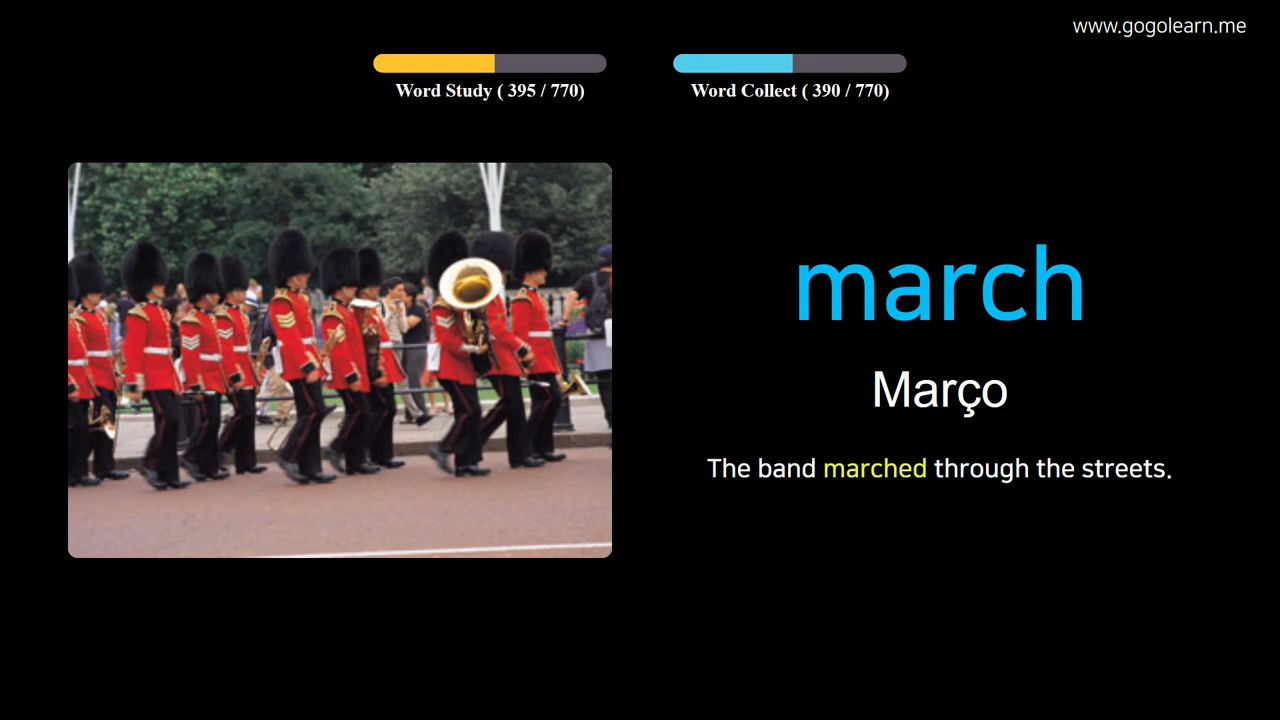 www.gogolearn.me
Word Study ( 395 / 770)
Word Collect ( 390 / 770)
march
Março
The band marched through the streets.